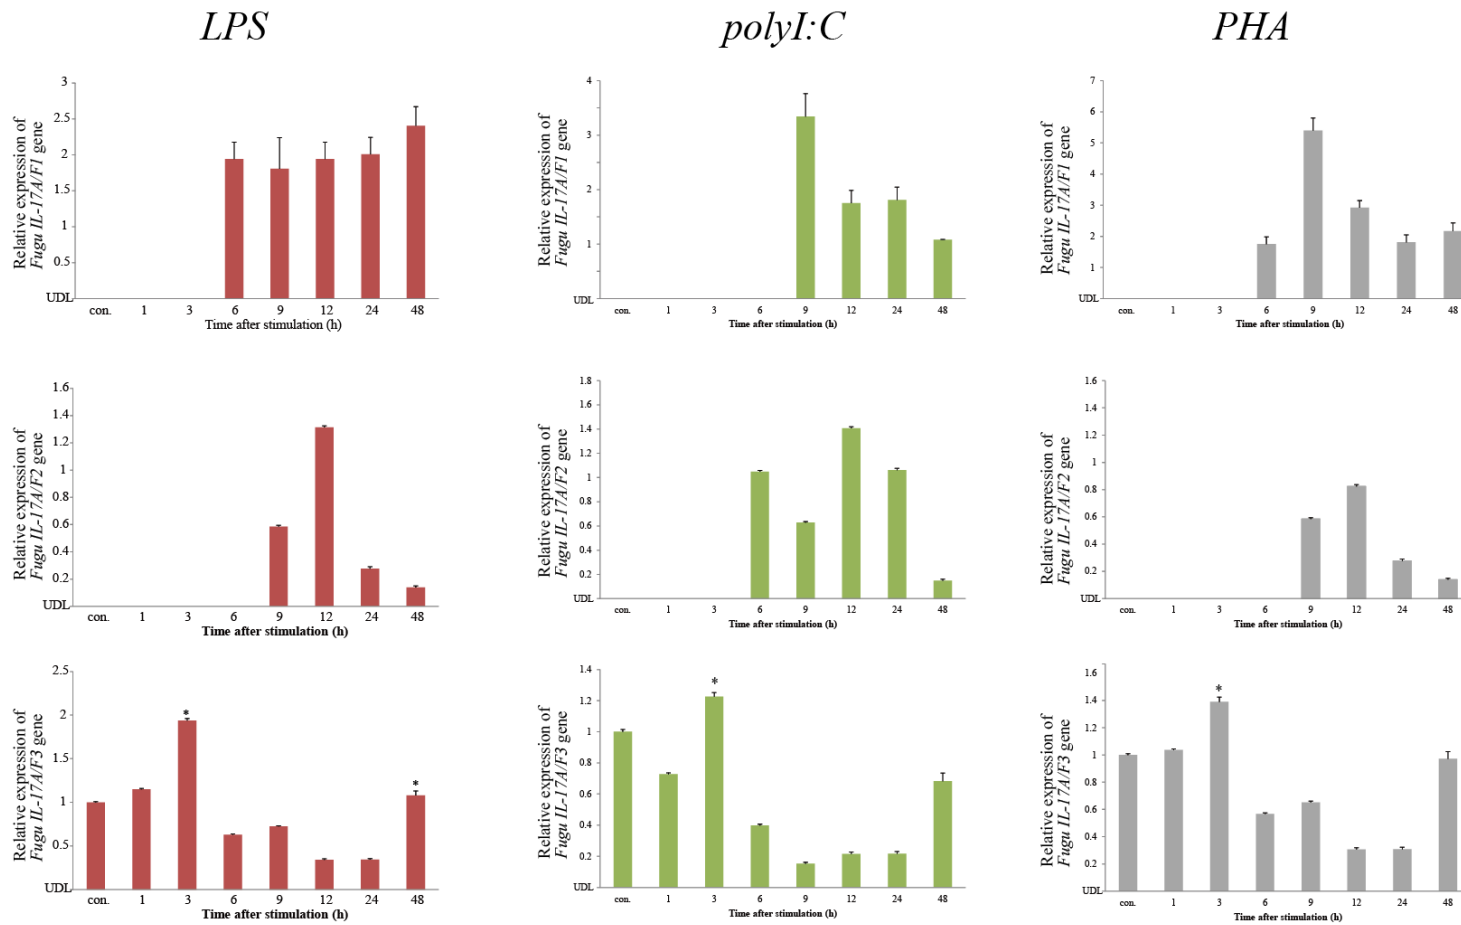 LPS
polyI:C
PHA
Relative expression of
Fugu IL-17A/F1 gene
3
2.5
2
1.5
1
0.5
UDL
con. 1 3 6 9 12 24 48
Time after stimulation (h)
Relative expression of
Fugu IL-17A/F1 gene
4
3
2
1
UDL
con. 1 3 6 9 12 24 48
Time after stimulation (h)
Relative expression of
Fugu IL-17A/F1 gene
7
6
5
4
3
2
1
UDL
con. 1 3 6 9 12 24 48
Time after stimulation (h)
Relative expression of
Fugu IL-17A/F2 gene
1.6
1.4
1.2
1
0.8
0.6
0.4
0.2
UDL
con. 1 3 6 9 12 24 48
Time after stimulation (h)
Relative expression of
Fugu IL-17A/F2 gene
1.8
1.6
1.4
1.2
1
0.8
0.6
0.4
0.2
UDL
con. 1 3 6 9 12 24 48
Time after stimulation (h)
Relative expression of
Fugu IL-17A/F2 gene
1.6
1.4
1.2
1
0.8
0.6
0.4
0.2
UDL
con. 1 3 6 9 12 24 48
Time after stimulation (h)
Relative expression of
Fugu IL-17A/F3 gene
2.5
2
1.5
1
0.5
UDL
*
*
con. 1 3 6 9 12 24 48
Time after stimulation (h)
Relative expression of
Fugu IL-17A/F3 gene
1.4
1.2
1
0.8
0.6
0.4
0.2
UDL
*
con. 1 3 6 9 12 24 48
Time after stimulation (h)
Relative expression of
Fugu IL-17A/F3 gene
1.6
1.4
1.2
1
0.8
0.6
0.4
0.2
UDL
*
con. 1 3 6 9 12 24 48
Time after stimulation (h)